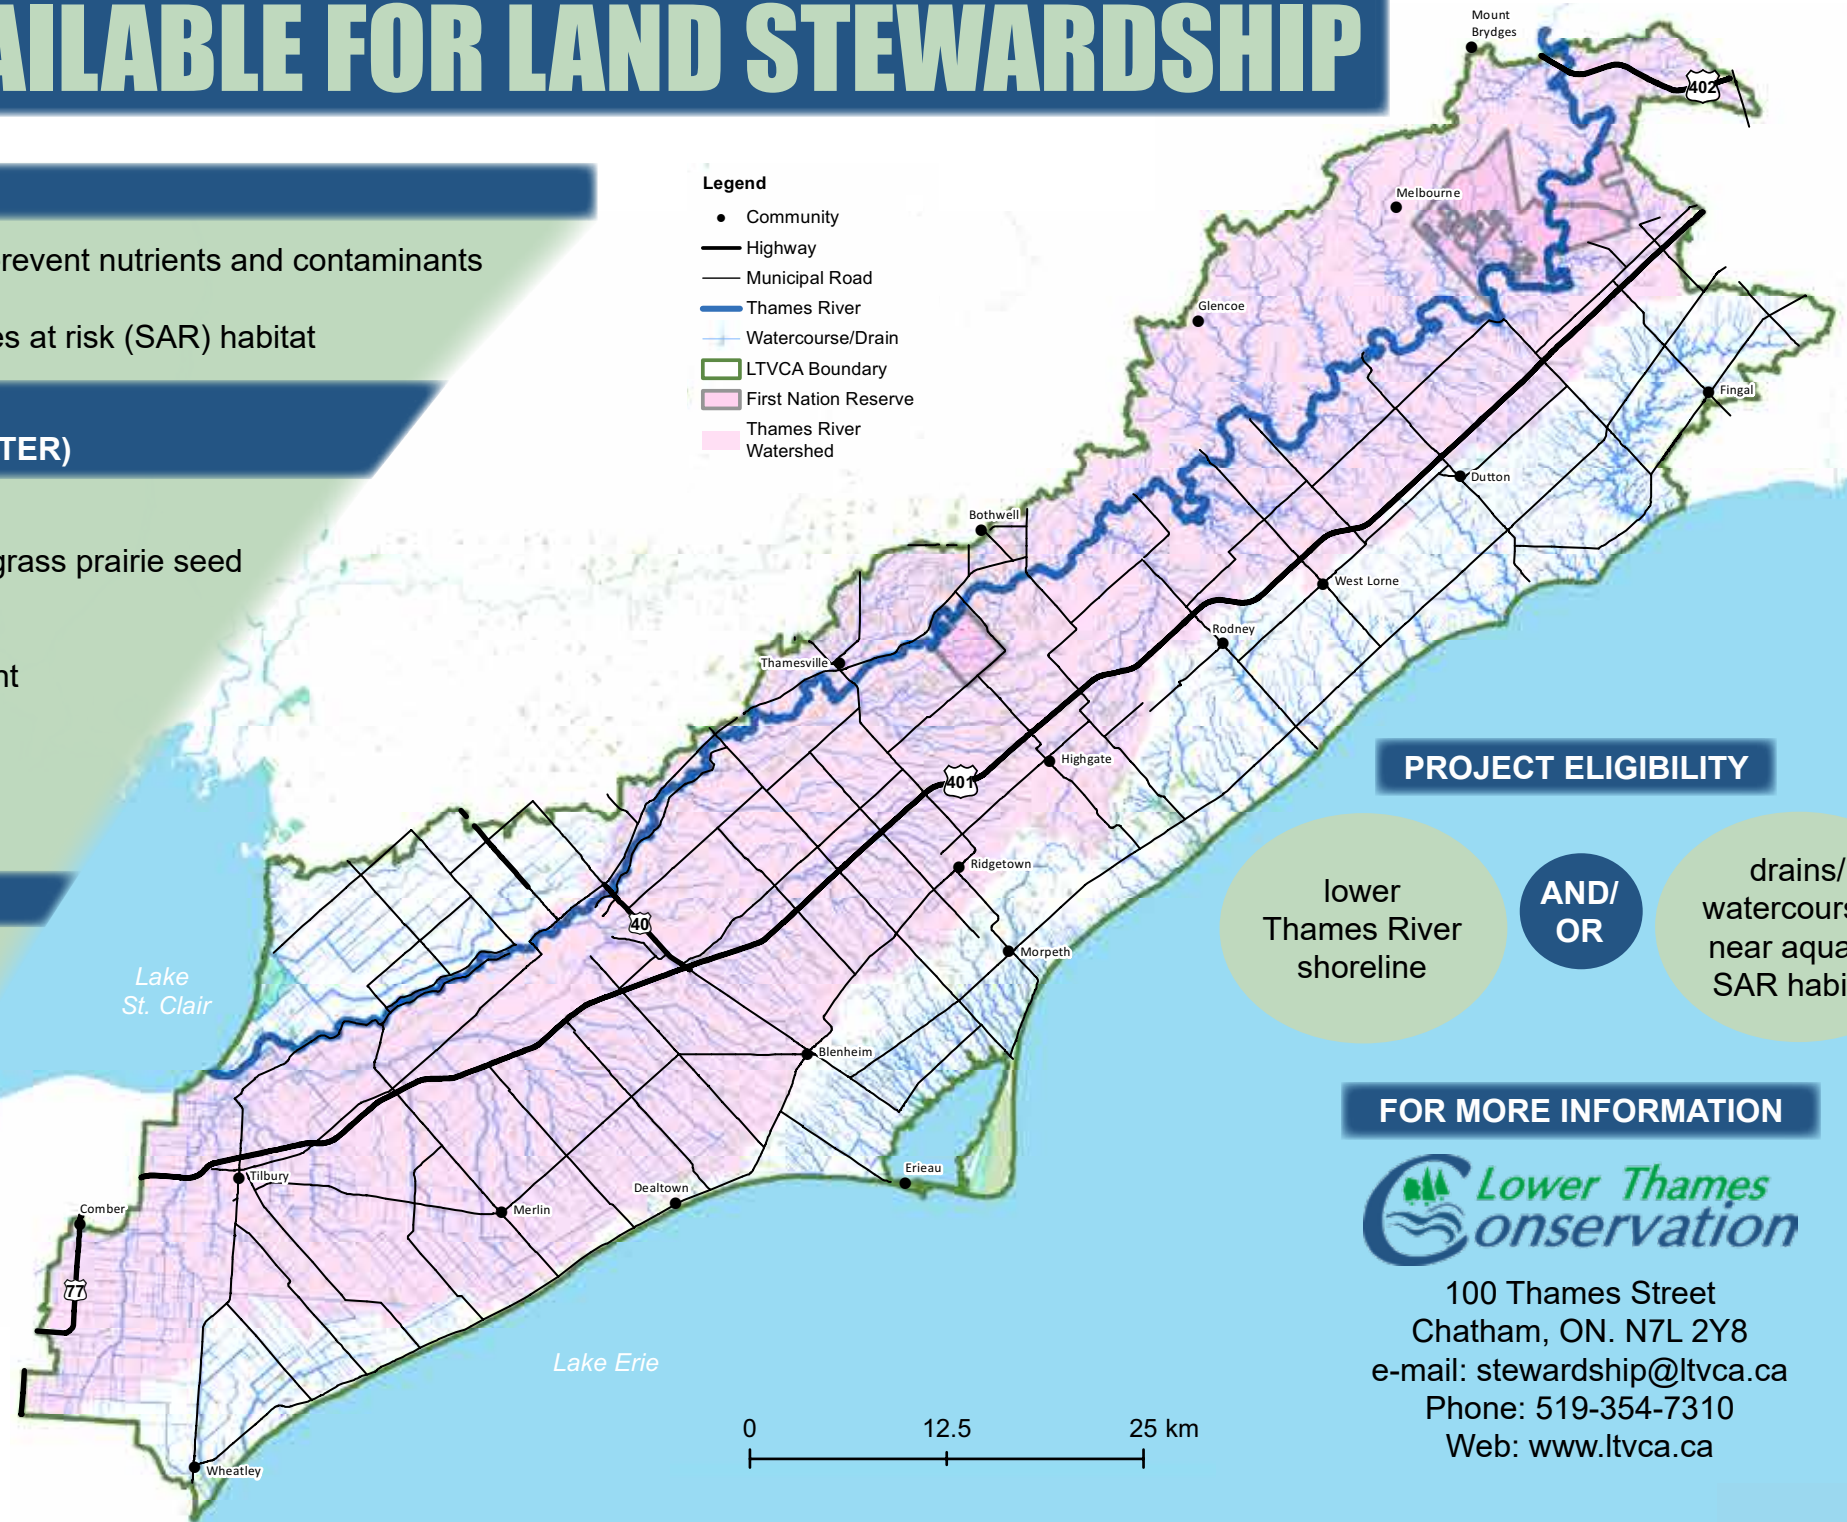 AILABLE FOR LAND STEWARDSHIP
revent nutrients and contaminants
es at risk (SAR) habitat
TER)
grass prairie seed
nt
Legend
Community
Highway
Municipal Road
Thames River
Watercourse/Drain
LTVCA Boundary
First Nation Reserve
Thames River
Watershed
Mount
Brydges
402
Melbourne
Glencoe
Fingal
Dutton
Bothwell
West Lorne
Rodney
Thamesville
Highgate
401
Ridgetown
40
Morpeth
Lake
St. Clair
Blenheim
Erieau
Tilbury
Dealtown
Merlin
Comber
77
Lake Erie
Wheatley
0 12.5 25 km
PROJECT ELIGIBILITY
lower
Thames River
shoreline
AND/
OR
drains/
watercours
near aqua
SAR habi
FOR MORE INFORMATION
Lower Thames
Conservation
100 Thames Street
Chatham, ON. N7L 2Y8
e-mail: stewardship@ltvca.ca
Phone: 519-354-7310
Web: www.ltvca.ca